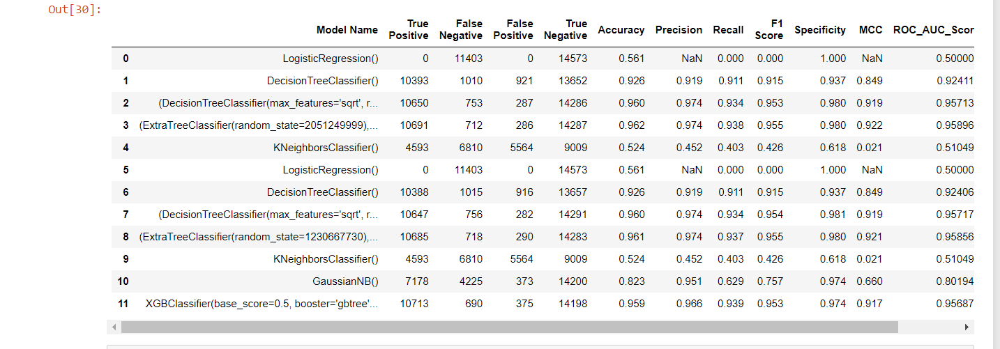 Out[30]:
Model Name True Positive False Negative False Positive True Negative Accuracy Precision Recall F1 Score Specificity MCC ROC_AUC_Scor
0 LogisticRegression() 0 11403 0 14573 0.561 NaN 0.000 0.000 1.000 NaN 0.50000
1 DecisionTreeClassifier() 10393 1010 921 13652 0.926 0.919 0.911 0.915 0.937 0.849 0.92411
2 (DecisionTreeClassifier(max_features='sqrt', r... 10650 753 287 14286 0.960 0.974 0.934 0.953 0.980 0.919 0.95713
3 (ExtraTreeClassifier(random_state=2051249999),... 10691 712 286 14287 0.962 0.974 0.938 0.955 0.980 0.922 0.95896
4 KNeighborsClassifier() 4593 6810 5564 9009 0.524 0.452 0.403 0.426 0.618 0.021 0.51049
5 LogisticRegression() 0 11403 0 14573 0.561 NaN 0.000 0.000 1.000 NaN 0.50000
6 DecisionTreeClassifier() 10388 1015 916 13657 0.926 0.919 0.911 0.915 0.937 0.849 0.92406
7 (DecisionTreeClassifier(max_features='sqrt', r... 10647 756 282 14291 0.960 0.974 0.934 0.954 0.981 0.919 0.95717
8 (ExtraTreeClassifier(random_state=1230667730),... 10685 718 290 14283 0.961 0.974 0.937 0.955 0.980 0.921 0.95856
9 KNeighborsClassifier() 4593 6810 5564 9009 0.524 0.452 0.403 0.426 0.618 0.021 0.51049
10 GaussianNB() 7178 4225 373 14200 0.823 0.951 0.629 0.757 0.974 0.660 0.80194
11 XGBClassifier(base_score=0.5, booster='gbtree'... 10713 690 375 14198 0.959 0.966 0.939 0.953 0.974 0.917 0.95687